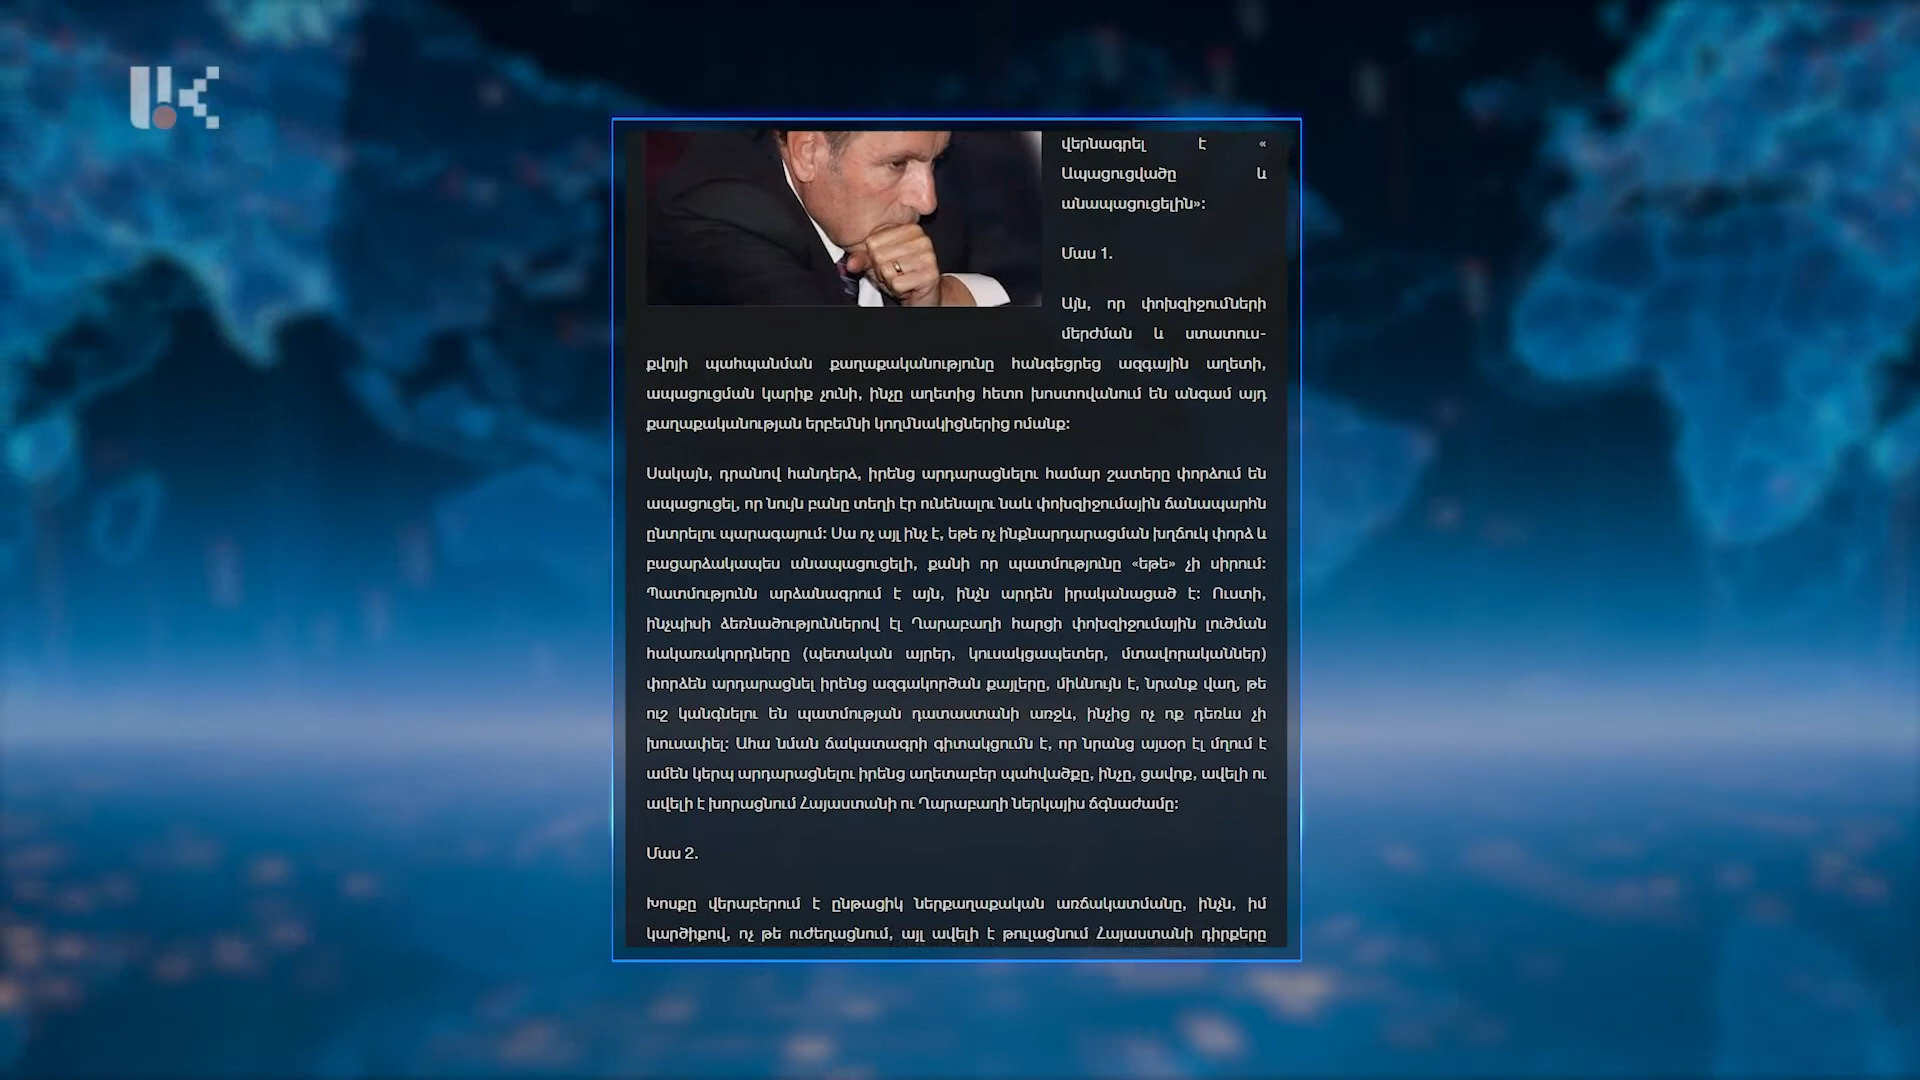 վերնագրել է «
Ապացուցվածը և
անապացուցելին»:
Մաս 1.
Այն, որ փոխզիջումների
մերժման և ստատուս-
քվոյի պահպանման քաղաքականությունը հանգեցրեց ազգային աղետի,
ապացուցման կարիք չունի, ինչը աղետից հետո խոստովանում են անգամ այդ
քաղաքականության երբեմնի կողմնակիցներից ոմանք:
Սակայն, դրանով հանդերձ, իրենց արդարացնելու համար շատերը փորձում են
ապացուցել, որ նույն բանը տեղի էր ունենալու նաև փոխզիջումային ճանապարհն
ընտրելու պարագայում: Սա ոչ այլ ինչ է, եթե ոչ ինքնարդարացման խղճուկ փորձ և
բացարձակապես անապացուցելի, քանի որ պատմությունը «եթե» չի սիրում:
Պատմությունն արձանագրում է այն, ինչն արդեն իրականացած է: Ուստի,
ինչպիսի ձեռնածություններով էլ Ղարաբաղի հարցի փոխզիջումային լուծման
հակառակորդները (պետական այրեր, կուսակցապետեր, մտավորականներ)
փորձեն արդարացնել իրենց ազգակործան քայլերը, միևնույն է, նրանք վաղ, թե
ուշ կանգնելու են պատմության դատաստանի առջև, ինչից ոչ ոք դեռևս չի
խուսափել: Ահա նման ճակատագրի գիտակցումն է, որ նրանց այսօր էլ մղում է
ամեն կերպ արդարացնելու իրենց աղետաբեր պահվածքը, ինչը, ցավոք, ավելի ու
ավելի է խորացնում Հայաստանի ու Ղարաբաղի ներկայիս ճգնաժամը:
Մաս 2.
Խոսքը վերաբերում է ընթացիկ ներքաղաքական առճակատմանը, ինչն, իմ
կարծիքով, ոչ թե ուժեղացնում, այլ ավելի է թուլացնում Հայաստանի դիրքերը